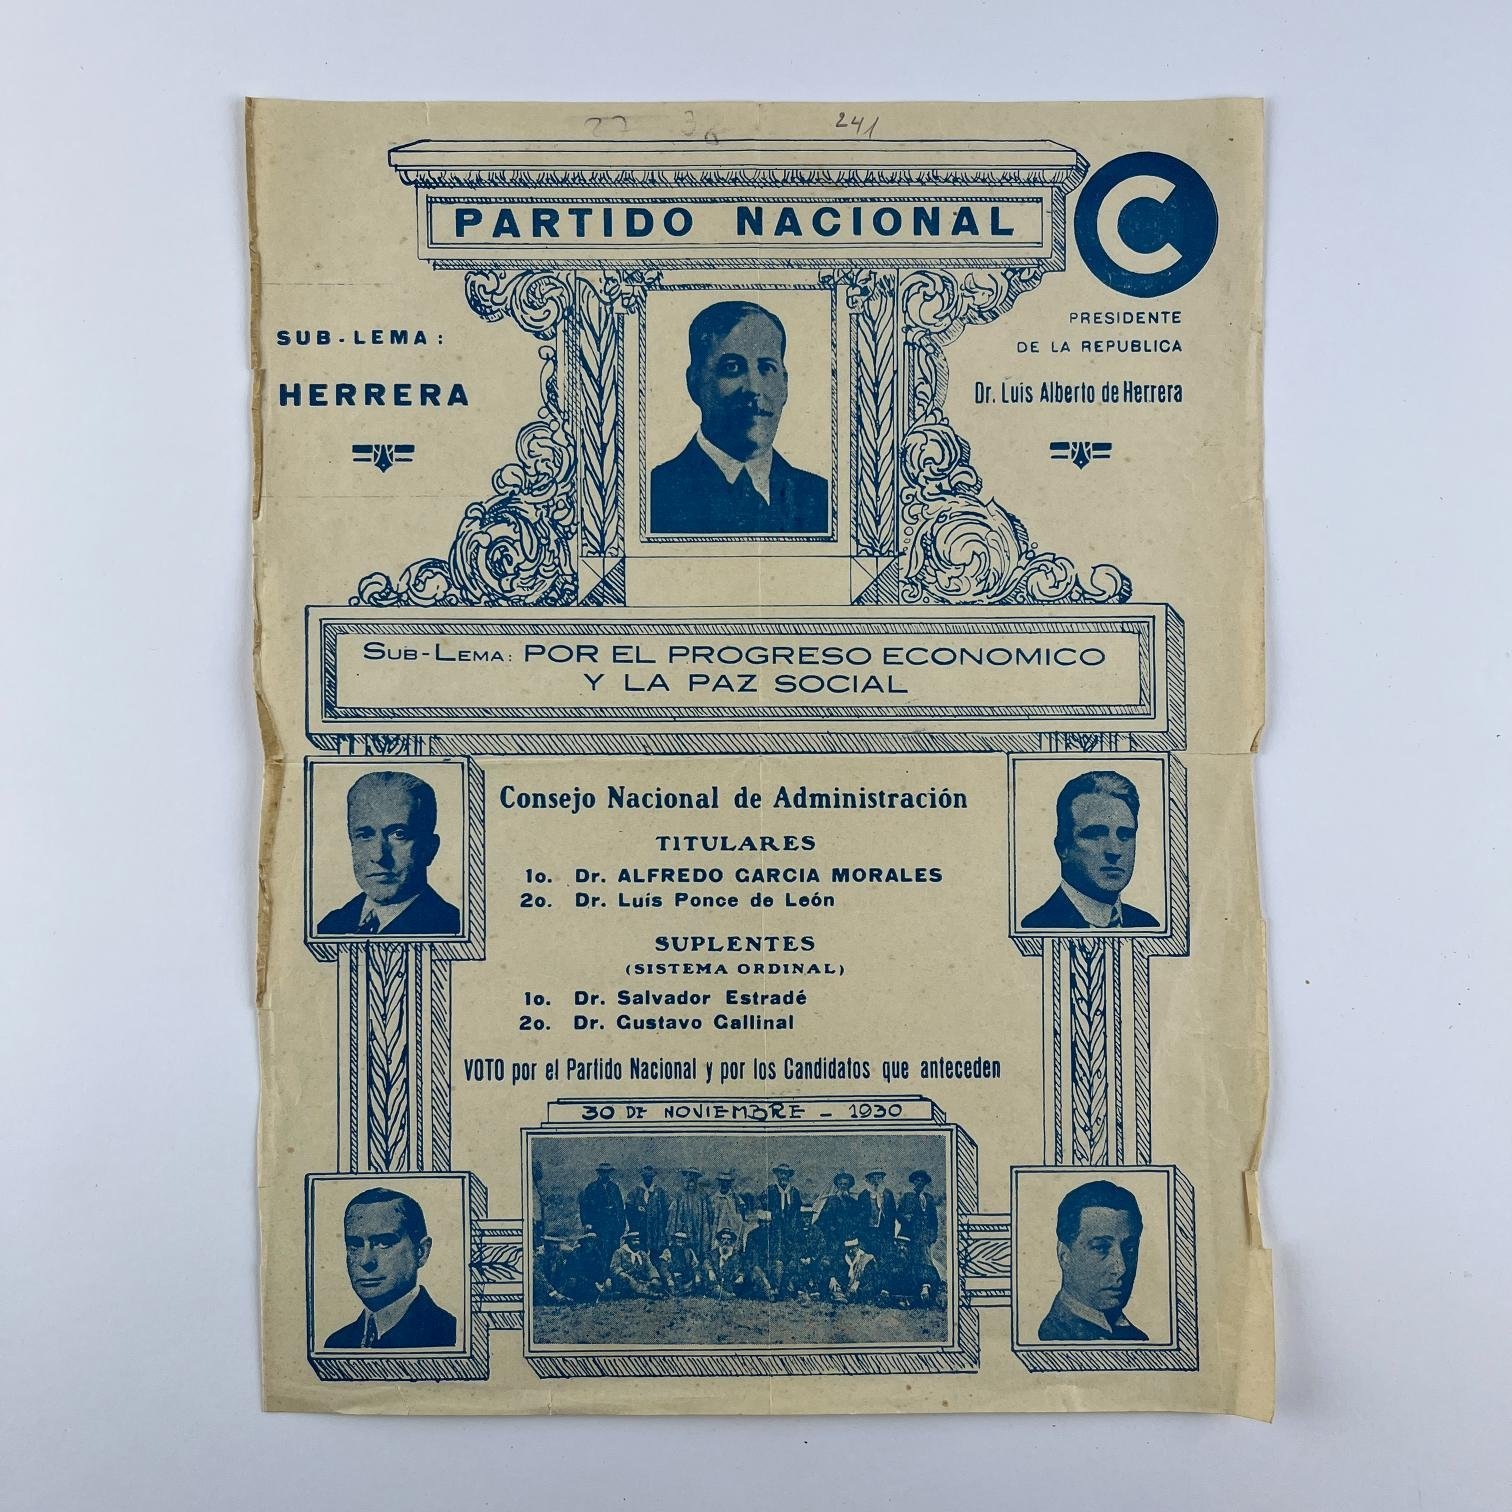 241
PARTIDO NACIONAL
C
SUB-LEMA:
HERRERA
PRESIDENTE
DE LA REPUBLICA
Dr. Luis Alberto de Herrera
SUB-LEMA: POR EL PROGRESO ECONOMICO
Y LA PAZ SOCIAL
Consejo Nacional de Administración
TITULARES
1o. Dr. ALFREDO GARCIA MORALES
2o. Dr. Luís Ponce de León
SUPLENTES
(SISTEMA ORDINAL)
1o. Dr. Salvador Estradé
2o. Dr. Gustavo Gallinal
VOTO por el Partido Nacional y por los Candidatos que anteceden
30 DE NOVIEMBRE - 1930